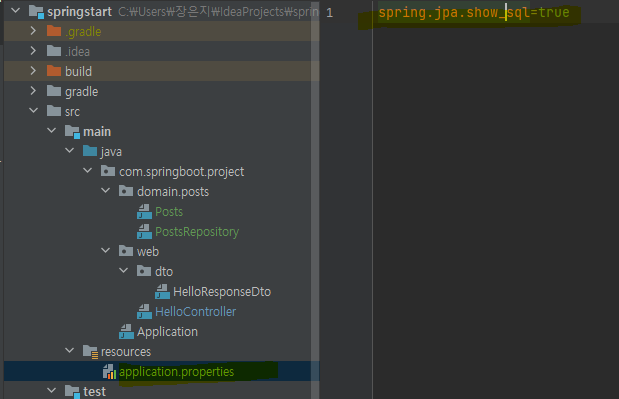 springstart C:₩Users₩장은지₩IdeaProjects₩sprin
.gradle
.idea
build
gradle
src
main
java
com.springboot.project
domain.posts
Posts
PostsRepository
web
dto
HelloResponseDto
HelloController
Application
resources
application.properties
test
1 spring.jpa.show_sql=true